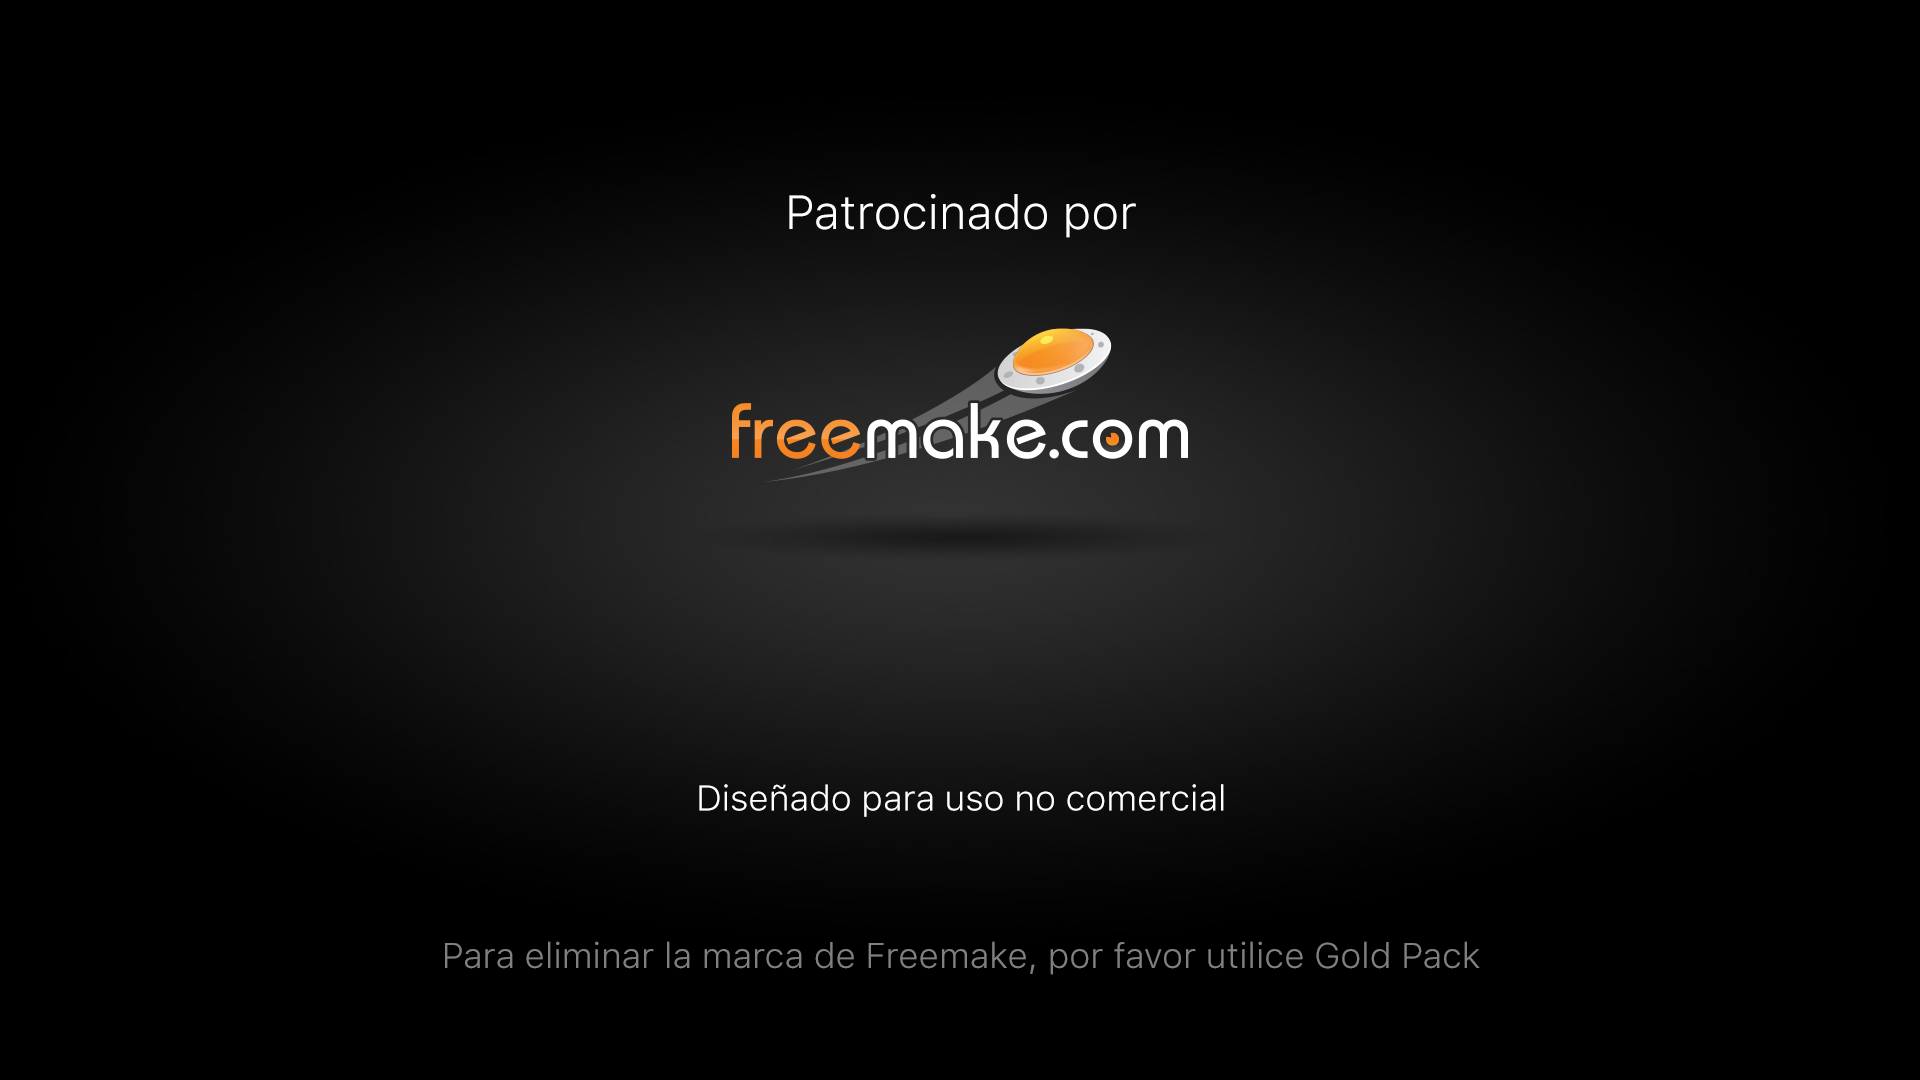 Patrocinado por
freemake.com
Diseñado para uso no comercial
Para eliminar la marca de Freemake, por favor utilice Gold Pack